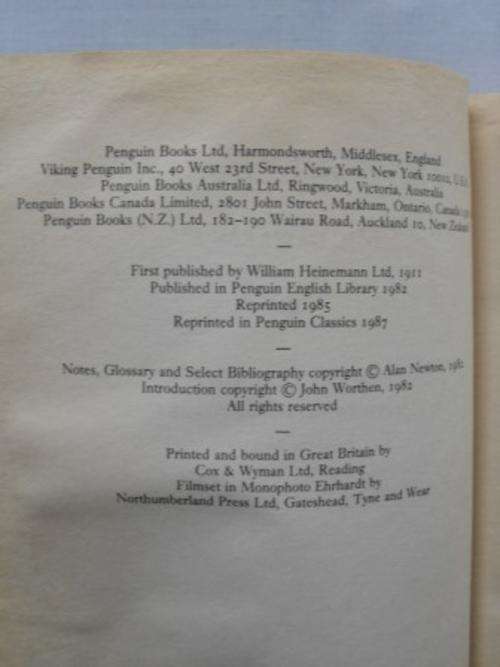 Penguin Books Ltd, Harmondsworth, Middlesex, England
Viking Penguin Inc., 40 West 23rd Street, New York, New York 10010, U.S.A.
Penguin Books Australia Ltd, Ringwood, Victoria, Australia
Penguin Books Canada Limited, 2801 John Street, Markham, Ontario, Canada
Penguin Books (N.Z.) Ltd, 182–190 Wairau Road, Auckland 10, New Zealand
—
First published by William Heinemann Ltd, 1911
Published in Penguin English Library 1982
Reprinted 1985
Reprinted in Penguin Classics 1987
—
Notes, Glossary and Select Bibliography copyright © Alan Newton, 1982
Introduction copyright © John Worthen, 1982
All rights reserved
—
Printed and bound in Great Britain by
Cox & Wyman Ltd, Reading
Filmset in Monophoto Ehrhardt by
Northumberland Press Ltd, Gateshead, Tyne and Wear